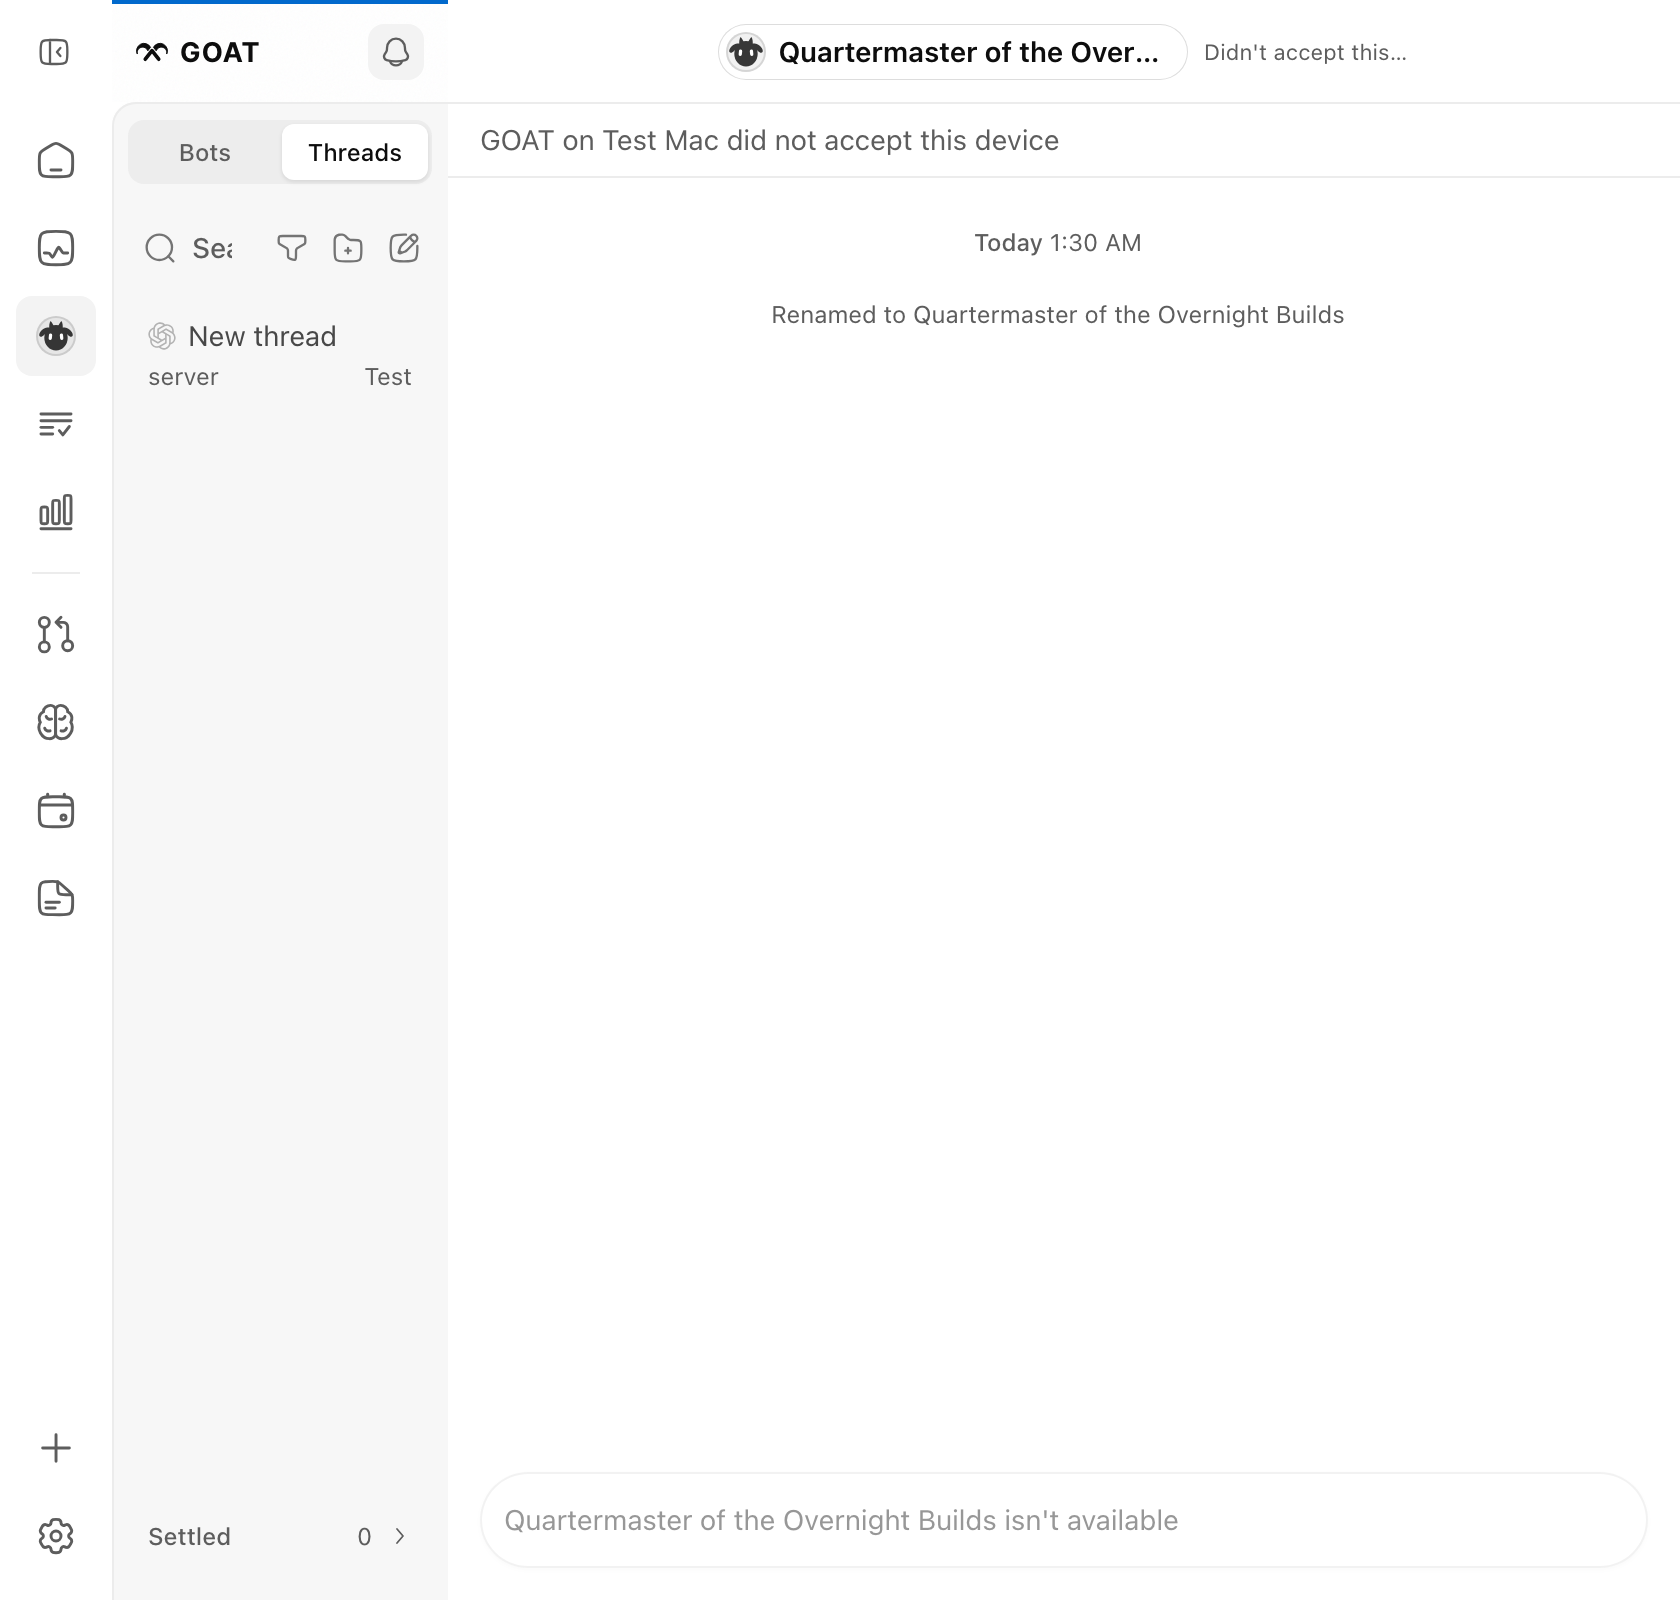 GOAT
Quartermaster of the Over...
Didn't accept this...
Bots
Threads
GOAT on Test Mac did not accept this device
Today 1:30 AM
Renamed to Quartermaster of the Overnight Builds
New thread
server
Test
Settled
0
Quartermaster of the Overnight Builds isn't available